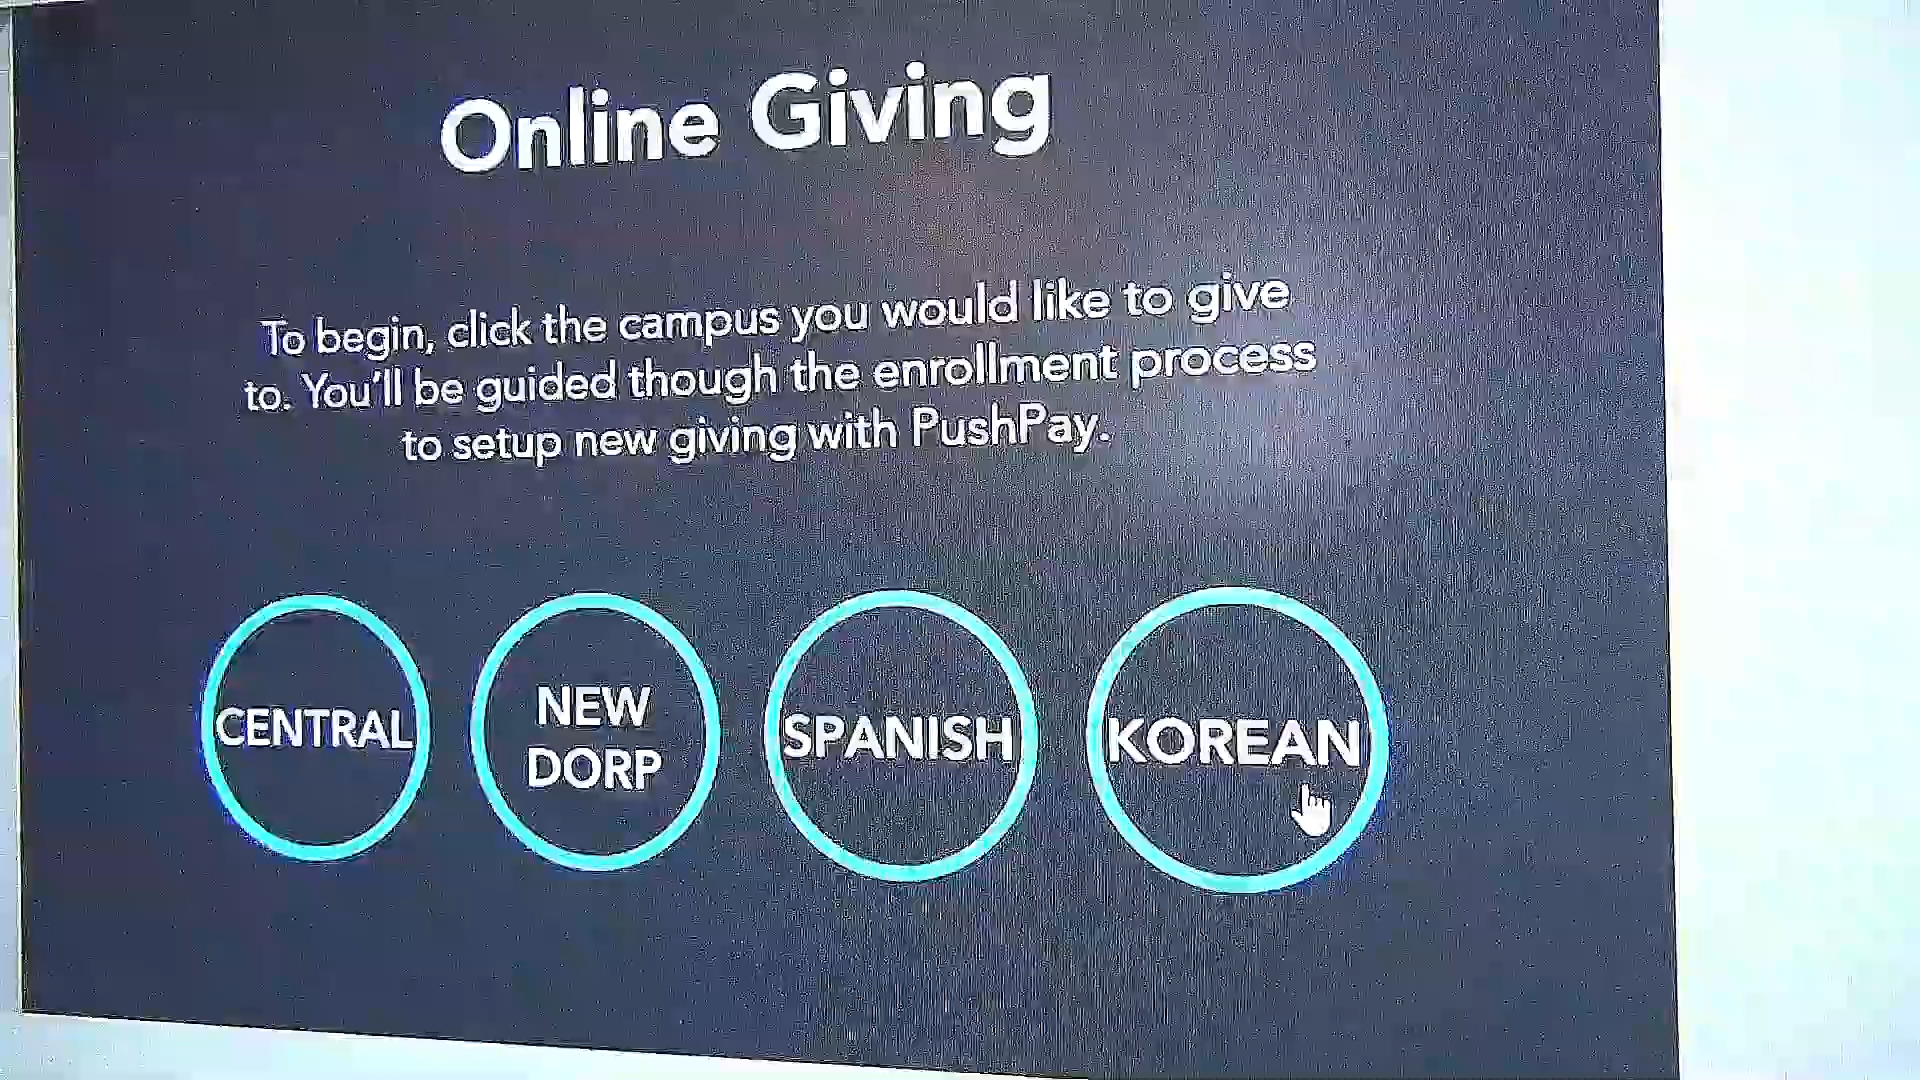 Online Giving
To begin, click the campus you would like to give
to. You'll be guided though the enrollment process
to setup new giving with PushPay.
CENTRAL
NEW
DORP
SPANISH
KOREAN